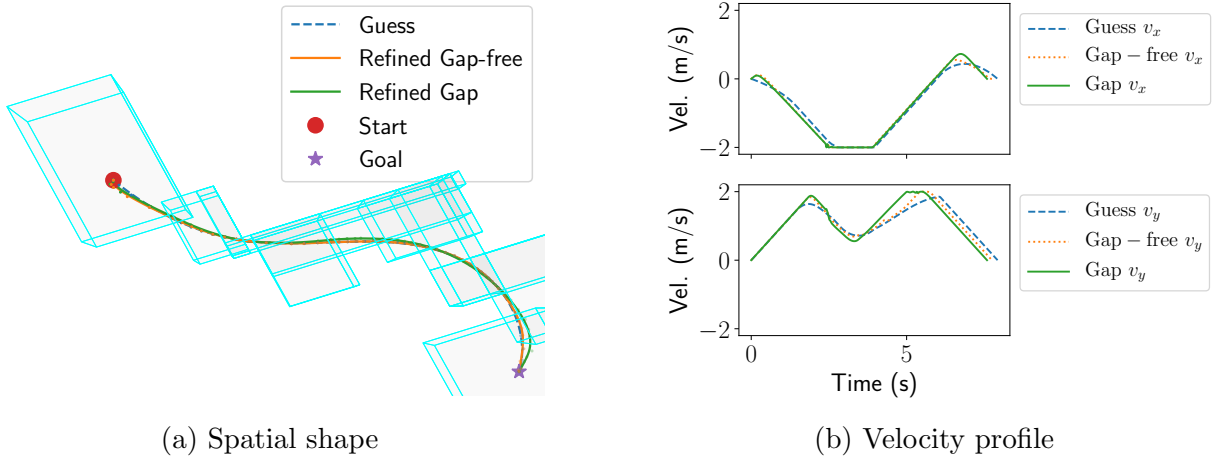 Guess
Refined Gap-free
Refined Gap
Start
Goal
(a) Spatial shape
2
0
−2
Vel. (m/s)
Guess v_x
Gap − free v_x
Gap v_x
2
0
−2
Vel. (m/s)
0
5
Time (s)
Guess v_y
Gap − free v_y
Gap v_y
(b) Velocity profile